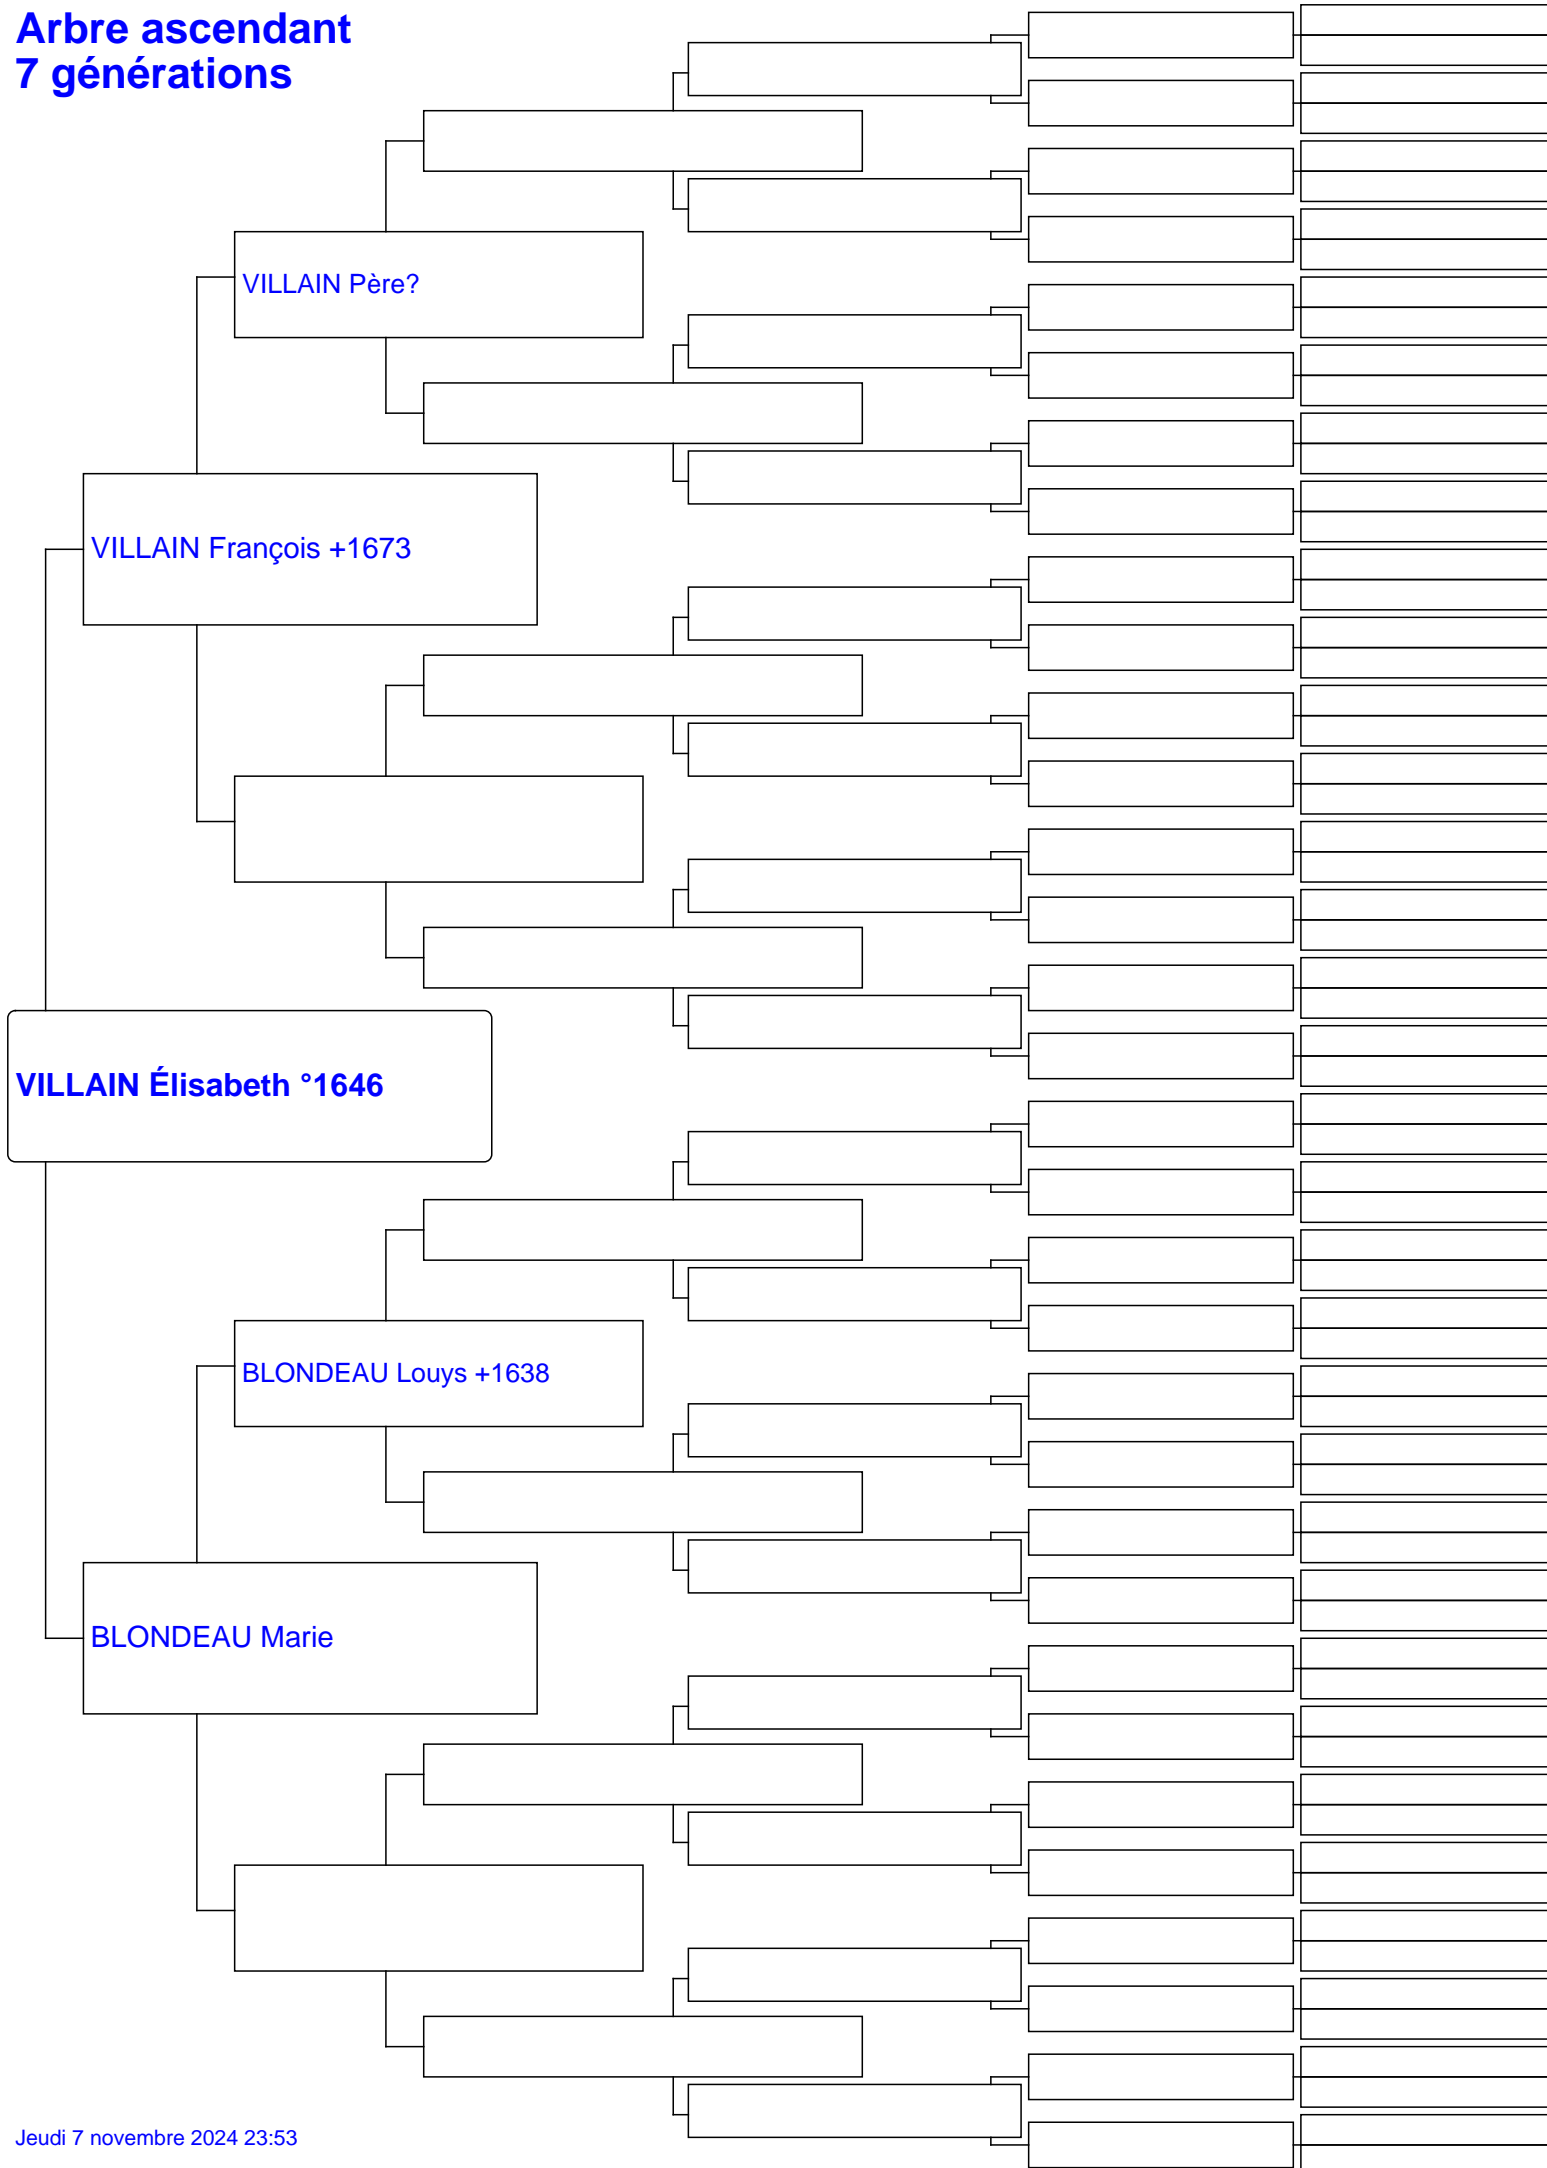 Arbre ascendant
7 générations
VILLAIN Père?
VILLAIN François +1673
VILLAIN Élisabeth °1646
BLONDEAU Louys +1638
BLONDEAU Marie
Jeudi 7 novembre 2024 23:53